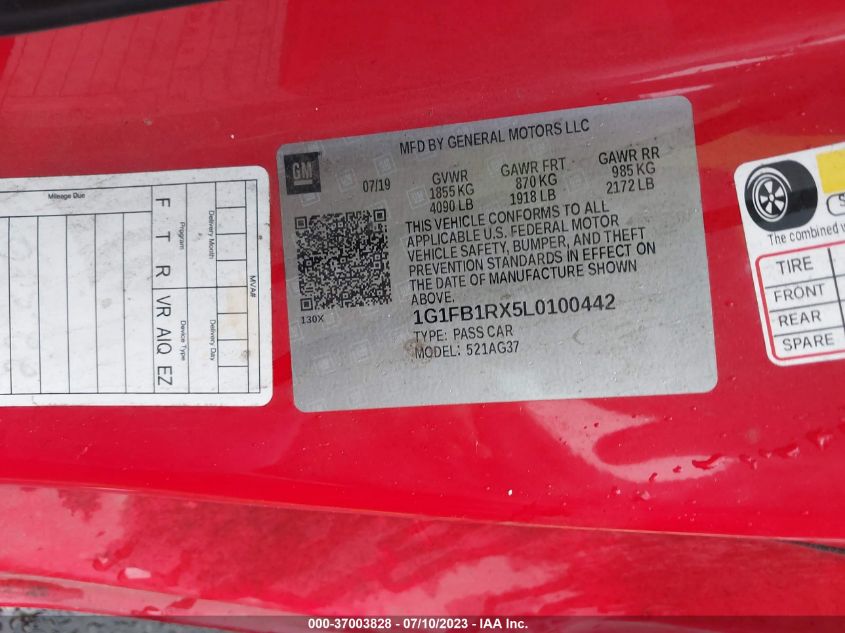 MFD BY GENERAL MOTORS LLC
GM
07/19
GVWR
1855 KG
4090 LB
GAWR FRT
870 KG
1918 LB
GAWR RR
985 KG
2172 LB
THIS VEHICLE CONFORMS TO ALL
APPLICABLE U.S. FEDERAL MOTOR
VEHICLE SAFETY, BUMPER, AND THEFT
PREVENTION STANDARDS IN EFFECT ON
THE DATE OF MANUFACTURE SHOWN
ABOVE.
130X
1G1FB1RX5L0100442
TYPE: PASS CAR
MODEL: 521AG37
Mileage Due
F T R VR AIQ EZ
Program
Device Type
Delivery Month
Delivery Day
MVA#
The combined
TIRE
FRONT
REAR
SPARE
000-37003828 - 07/10/2023 - IAA Inc.